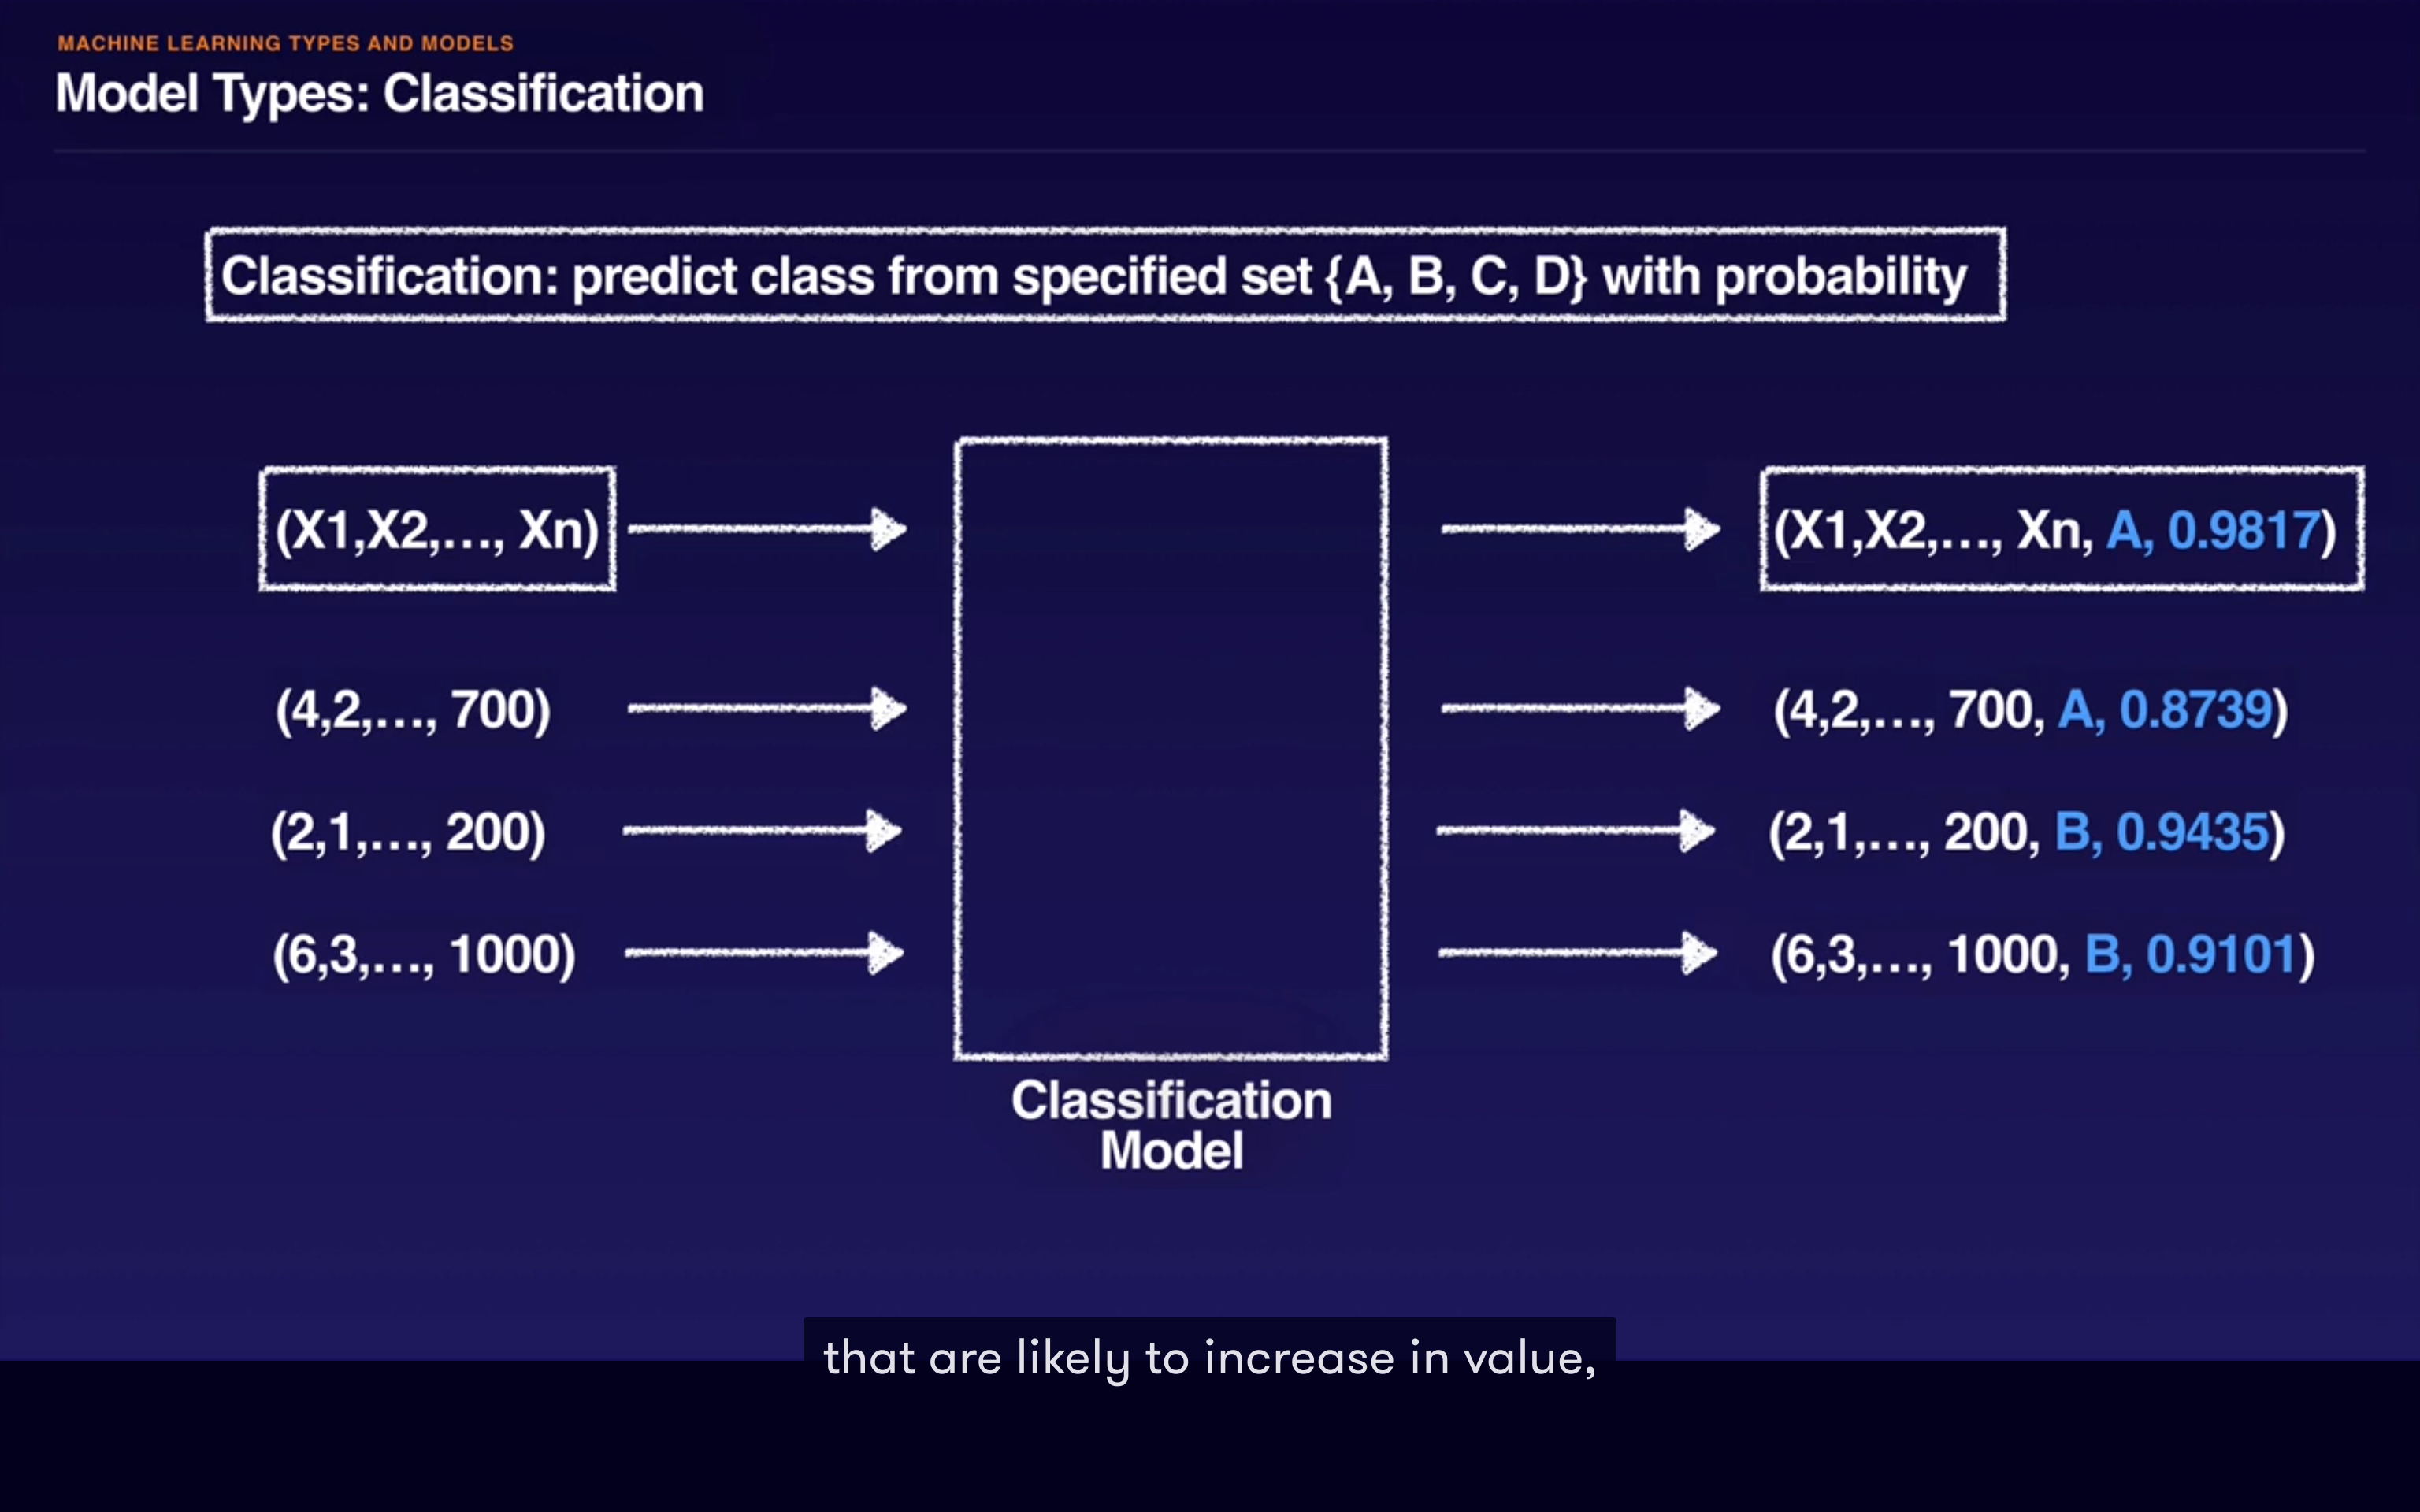 MACHINE LEARNING TYPES AND MODELS
Model Types: Classification
Classification: predict class from specified set {A, B, C, D} with probability
(X1,X2,…, Xn)
(X1,X2,…, Xn, A, 0.9817)
(4,2,…, 700)
(4,2,…, 700, A, 0.8739)
(2,1,…, 200)
(2,1,…, 200, B, 0.9435)
(6,3,…, 1000)
(6,3,…, 1000, B, 0.9101)
Classification
Model
that are likely to increase in value,